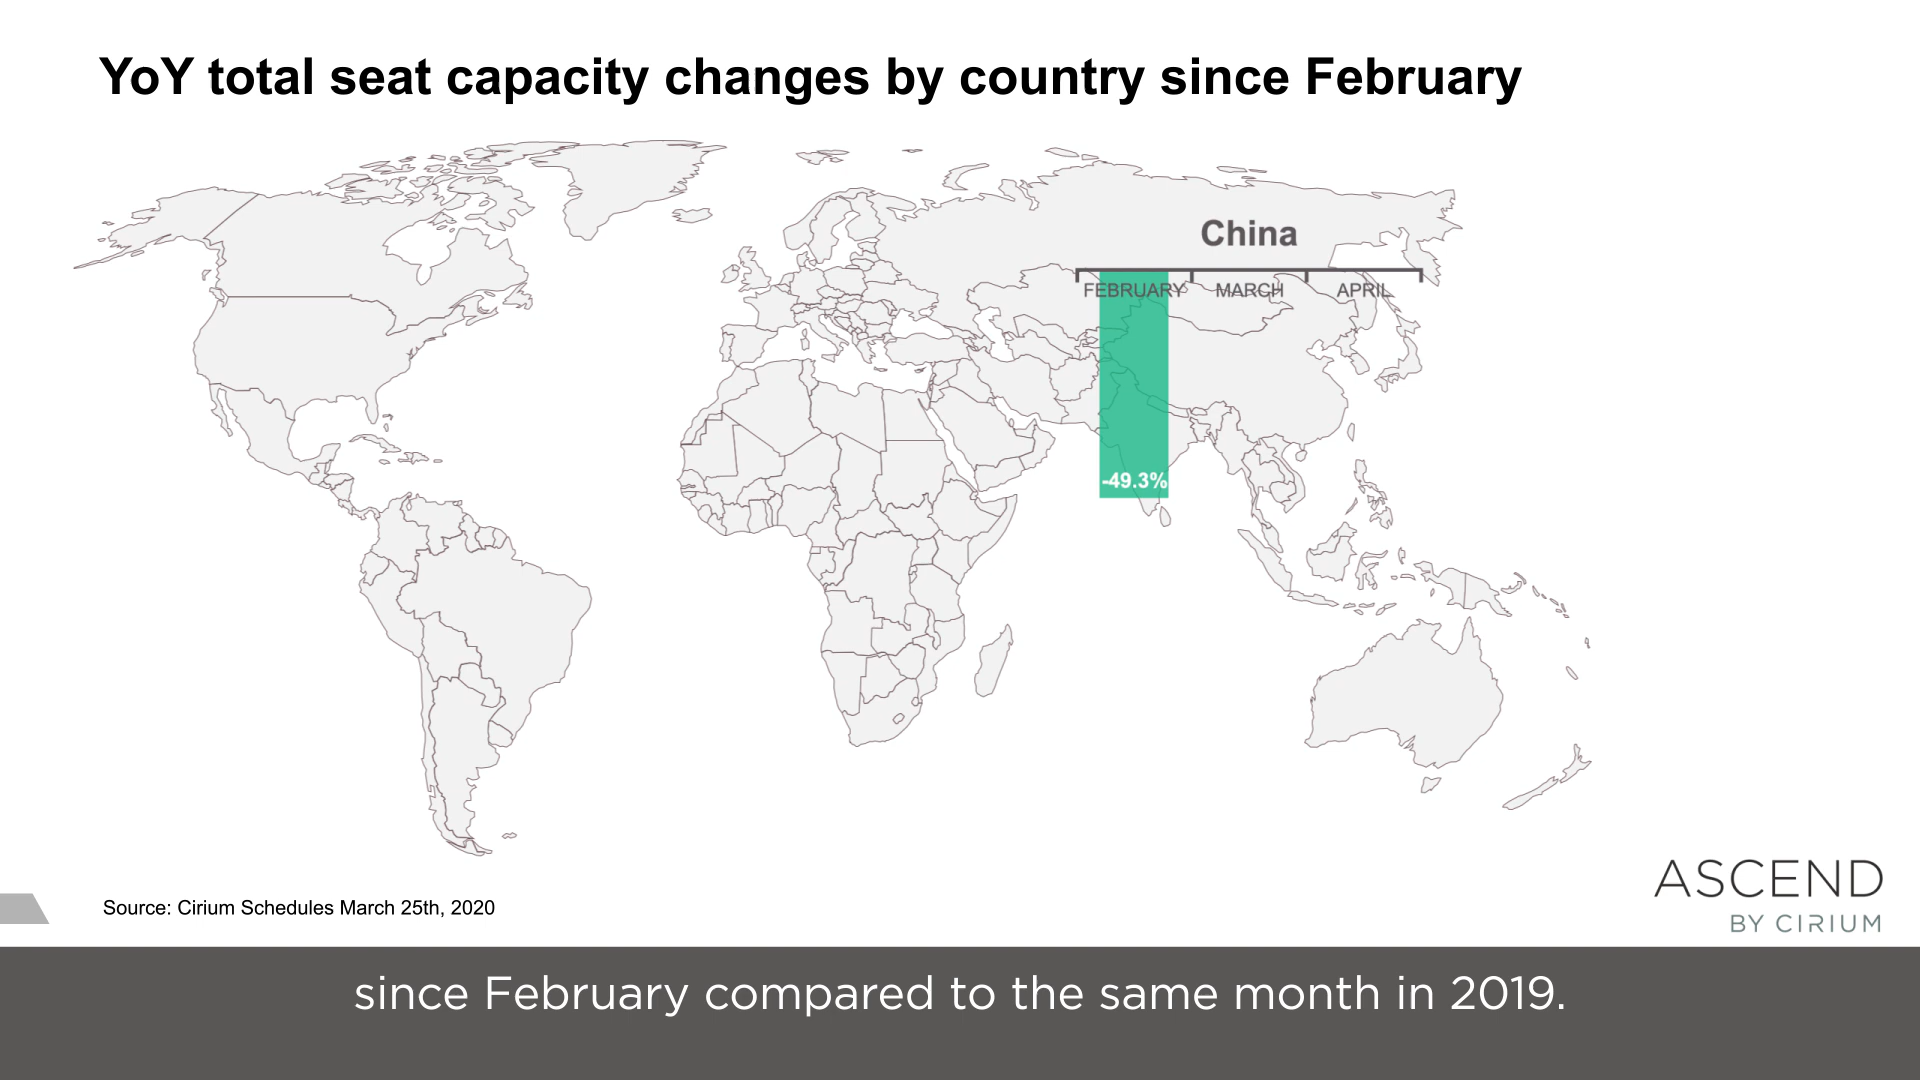 YoY total seat capacity changes by country since February
China
FEBRUARY MARCH APRIL
-49.3%
Source: Cirium Schedules March 25th, 2020
ASCEND
BY CIRIUM
since February compared to the same month in 2019.